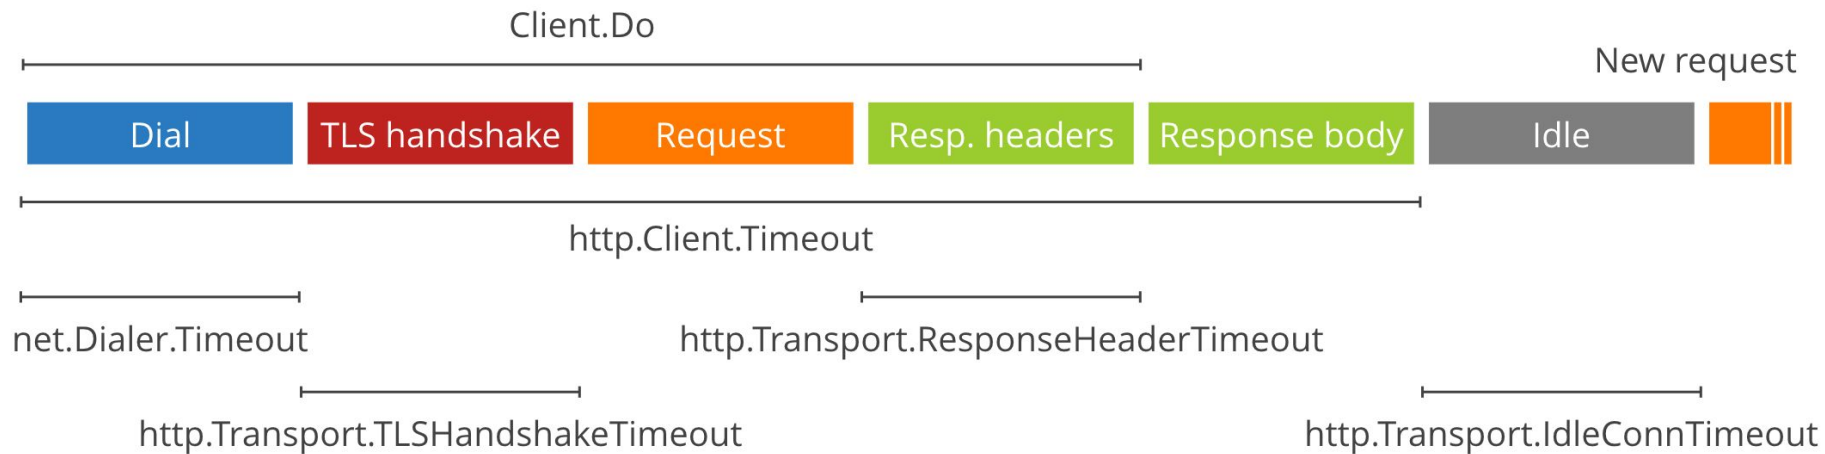 Client.Do
New request
Dial
TLS handshake
Request
Resp. headers
Response body
Idle
http.Client.Timeout
net.Dialer.Timeout
http.Transport.ResponseHeaderTimeout
http.Transport.TLSHandshakeTimeout
http.Transport.IdleConnTimeout